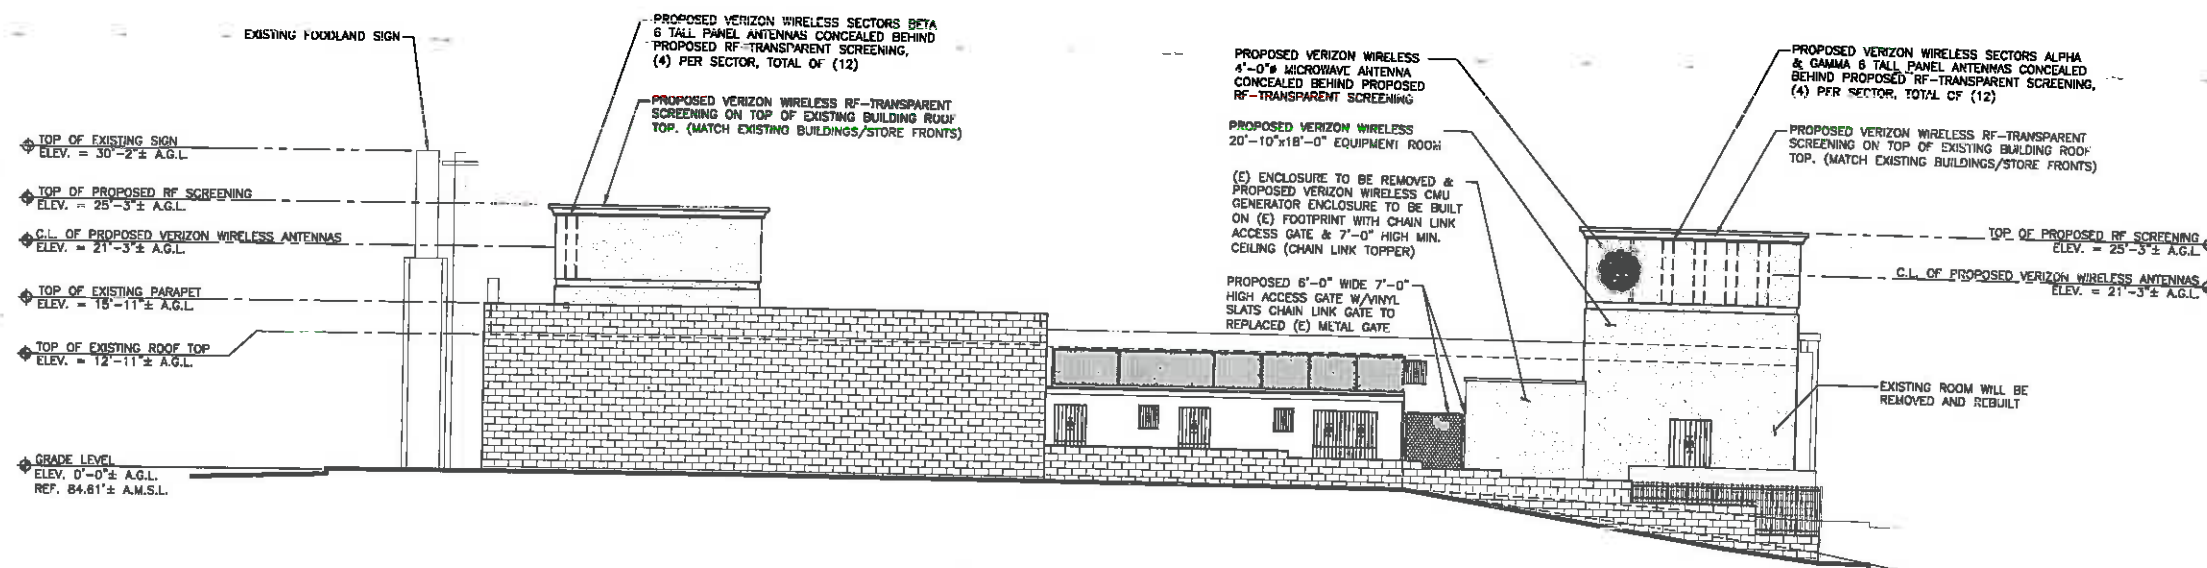 EXISTING FOODLAND SIGN
PROPOSED VERIZON WIRELESS SECTORS BETA
6 TALL PANEL ANTENNAS CONCEALED BEHIND
PROPOSED RF-TRANSPARENT SCREENING,
(4) PER SECTOR, TOTAL OF (12)
PROPOSED VERIZON WIRELESS RF-TRANSPARENT
SCREENING ON TOP OF EXISTING BUILDING ROOF
TOP. (MATCH EXISTING BUILDINGS/STORE FRONTS)
TOP OF EXISTING SIGN
ELEV. = 30'-2"± A.G.L.
TOP OF PROPOSED RF SCREENING
ELEV. = 25'-3"± A.G.L.
C.L. OF PROPOSED VERIZON WIRELESS ANTENNAS
ELEV. = 21'-3"± A.G.L.
TOP OF EXISTING PARAPET
ELEV. = 15'-11"± A.G.L.
TOP OF EXISTING ROOF TOP
ELEV. = 12'-11"± A.G.L.
GRADE LEVEL
ELEV. 0'-0"± A.G.L.
REF. 84.61'± A.M.S.L.
PROPOSED VERIZON WIRELESS
4'-0"ø MICROWAVE ANTENNA
CONCEALED BEHIND PROPOSED
RF-TRANSPARENT SCREENING
PROPOSED VERIZON WIRELESS
20'-10"x18'-0" EQUIPMENT ROOM
(E) ENCLOSURE TO BE REMOVED &
PROPOSED VERIZON WIRELESS CMU
GENERATOR ENCLOSURE TO BE BUILT
ON (E) FOOTPRINT WITH CHAIN LINK
ACCESS GATE & 7'-0" HIGH MIN.
CEILING (CHAIN LINK TOPPER)
PROPOSED 6'-0" WIDE 7'-0"
HIGH ACCESS GATE W/VINYL
SLATS CHAIN LINK GATE TO
REPLACED (E) METAL GATE
PROPOSED VERIZON WIRELESS SECTORS ALPHA
& GAMMA 6 TALL PANEL ANTENNAS CONCEALED
BEHIND PROPOSED RF-TRANSPARENT SCREENING,
(4) PER SECTOR, TOTAL OF (12)
PROPOSED VERIZON WIRELESS RF-TRANSPARENT
SCREENING ON TOP OF EXISTING BUILDING ROOF
TOP. (MATCH EXISTING BUILDINGS/STORE FRONTS)
TOP OF PROPOSED RF SCREENING
ELEV. = 25'-3"± A.G.L.
C.L. OF PROPOSED VERIZON WIRELESS ANTENNAS
ELEV. = 21'-3"± A.G.L.
EXISTING ROOM WILL BE
REMOVED AND REBUILT